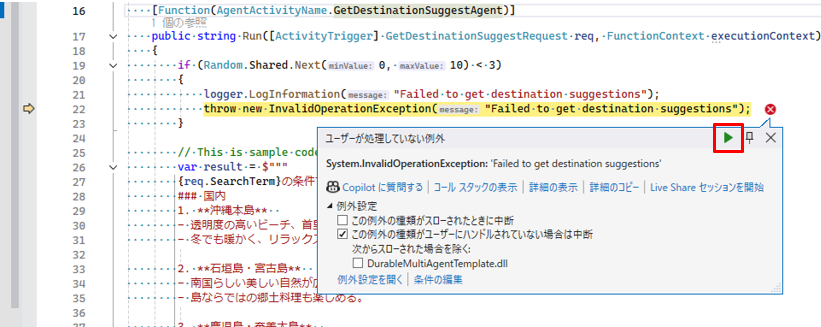 16 [Function(AgentActivityName.GetDestinationSuggestAgent)]
1 個の参照
17 public string Run([ActivityTrigger] GetDestinationSuggestRequest req, FunctionContext executionContext)
18 {
19 if (Random.Shared.Next(minValue: 0, maxValue: 10) < 3)
20 {
21 logger.LogInformation(message: "Failed to get destination suggestions");
22 throw new InvalidOperationException(message: "Failed to get destination suggestions");
23 }
24
ユーザーが処理していない例外
25 // This is sample code
System.InvalidOperationException: 'Failed to get destination suggestions'
26 var result = $"""
27 {req.SearchTerm}の条件
Copilot に質問する | コール スタックの表示 | 詳細の表示 | 詳細のコピー | Live Share セッションを開始
28 ### 国内
例外設定
29 1. **沖縄本島**
この例外の種類がスローされたときに中断
30 - 透明度の高いビーチ、首里
この例外の種類がユーザーにハンドルされていない場合は中断
31 - 冬でも暖かく、リラックス
次からスローされた場合を除く:
32
DurableMultiAgentTemplate.dll
33 2. **石垣島・宮古島**
例外設定を開く | 条件の編集
34 - 南国らしい美しい自然が
35 - 島ならではの郷土料理も楽しめる。
36
37 3. **鹿児島・奄美大島**